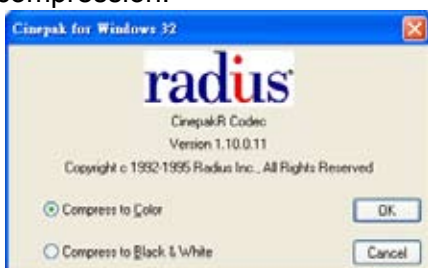 compression.
Cinepak for Windows 32
radius
CinepakR Codec
Version 1.10.0.11
Copyright c 1992-1995 Radius Inc., All Rights Reserved
Compress to Color
OK
Compress to Black & White
Cancel